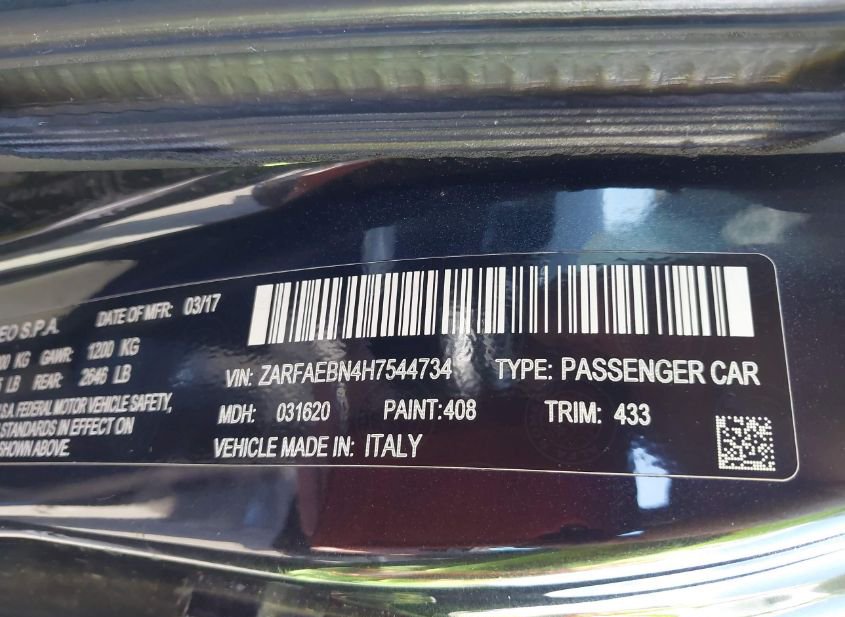 EO S.P.A. DATE OF MFR: 03/17
00 KG GAWR: 1200 KG
LB REAR: 2646 LB
S.A. FEDERAL MOTOR VEHICLE SAFETY,
STANDARDS IN EFFECT ON
SHOWN ABOVE.
VIN: ZARFAEBN4H7544734 TYPE: PASSENGER CAR
MDH: 031620 PAINT:408 TRIM: 433
VEHICLE MADE IN: ITALY